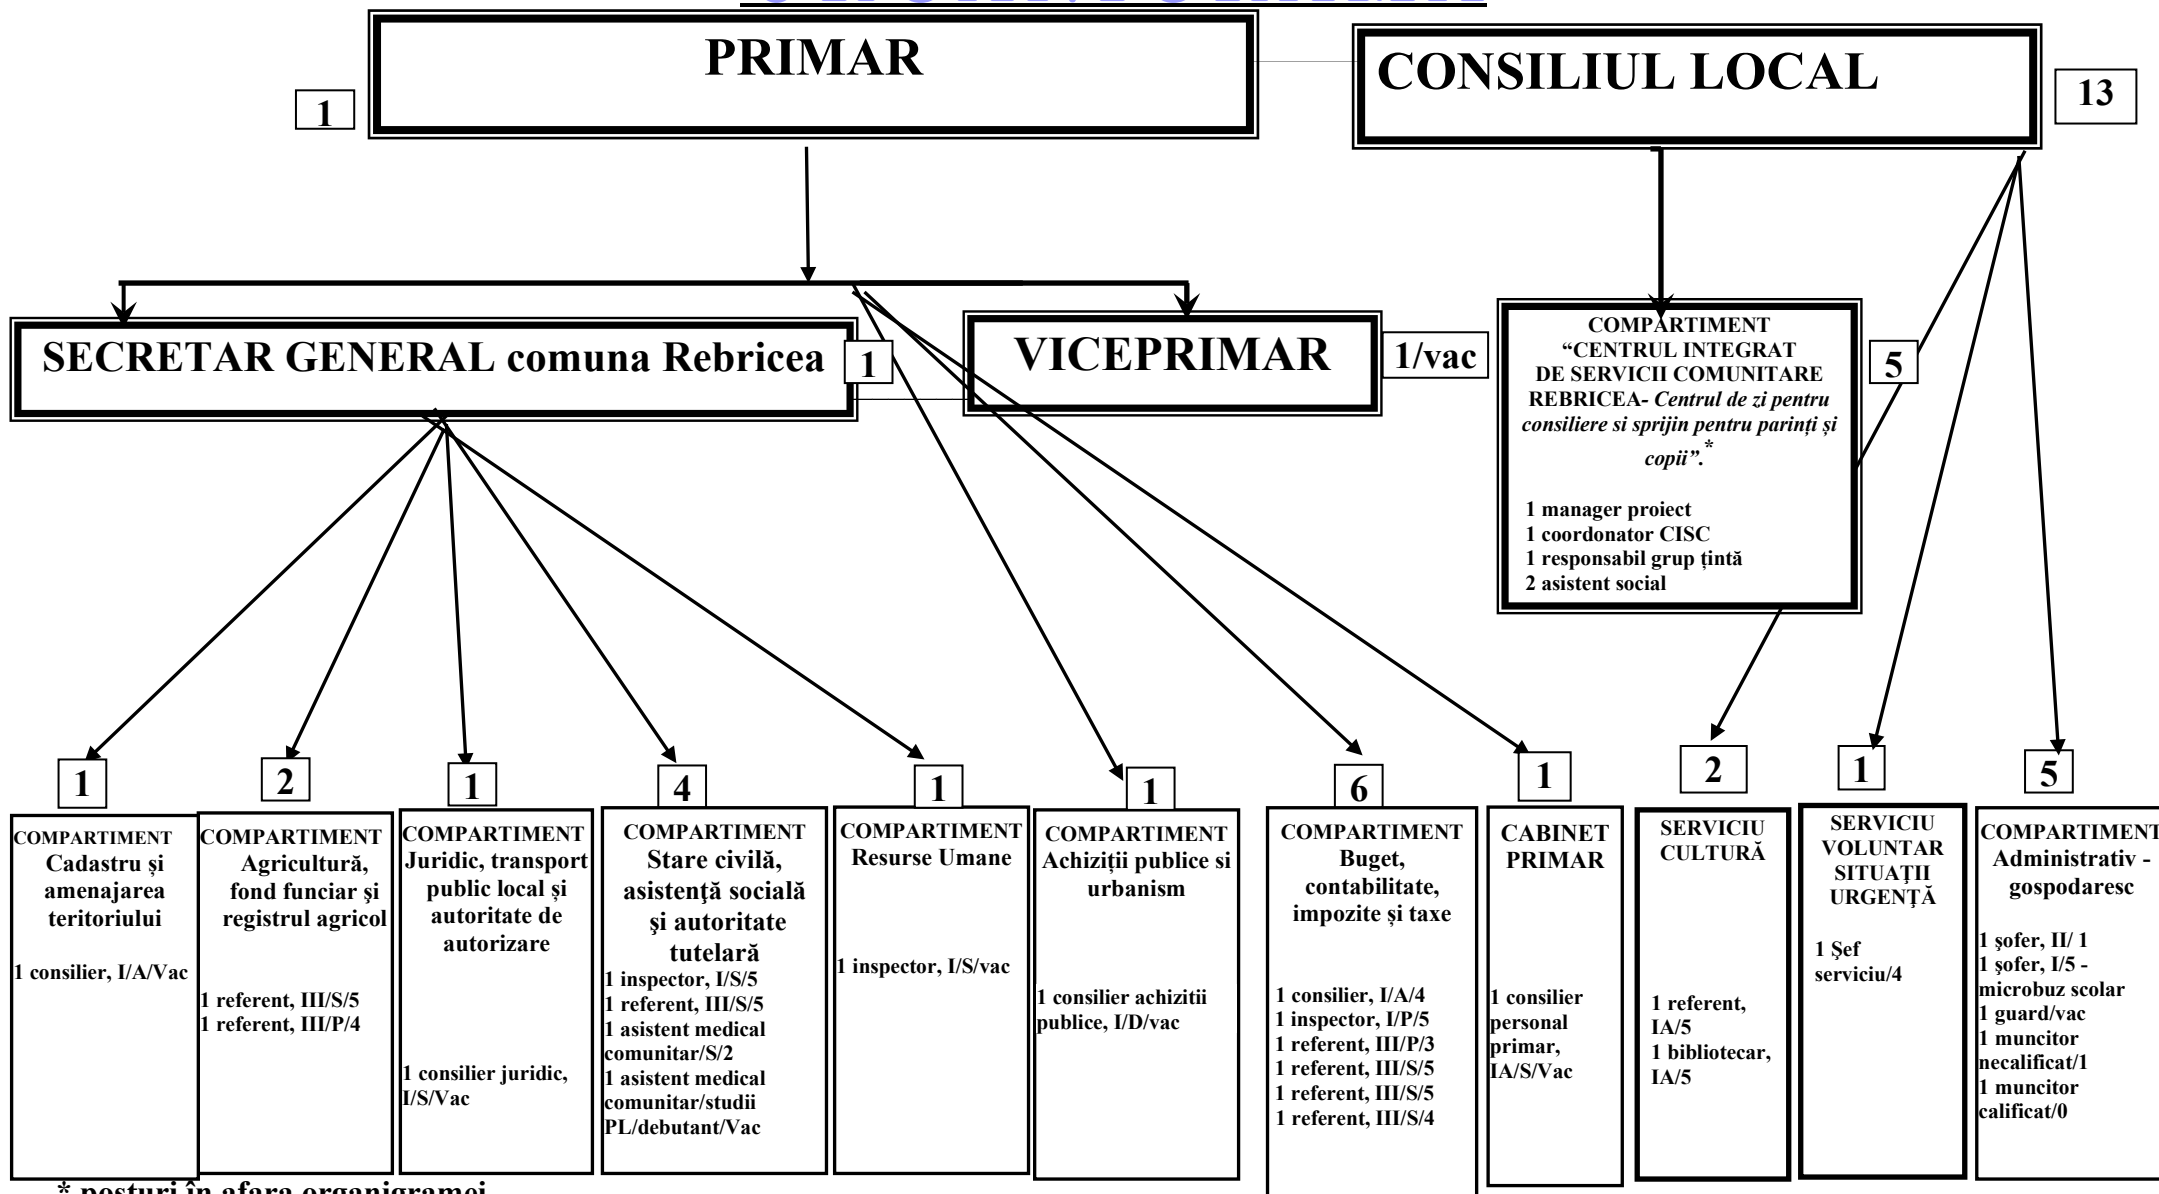 PRIMAR
CONSILIUL LOCAL
1
13
SECRETAR GENERAL comuna Rebricea
1
VICEPRIMAR
1/vac
COMPARTIMENT
“CENTRUL INTEGRAT
DE SERVICII COMUNITARE
REBRICEA- Centrul de zi pentru
consiliere si sprijin pentru parinți și
copii”.*
1 manager proiect
1 coordonator CISC
1 responsabil grup țintă
2 asistent social
5
1
COMPARTIMENT
Cadastru și
amenajarea
teritoriului
1 consilier, I/A/Vac
2
COMPARTIMENT
Agricultură,
fond funciar şi
registrul agricol
1 referent, III/S/5
1 referent, III/P/4
1
COMPARTIMENT
Juridic, transport
public local și
autoritate de
autorizare
1 consilier juridic,
I/S/Vac
4
COMPARTIMENT
Stare civilă,
asistenţă socială
şi autoritate
tutelară
1 inspector, I/S/5
1 referent, III/S/5
1 asistent medical
comunitar/S/2
1 asistent medical
comunitar/studii
PL/debutant/Vac
1
COMPARTIMENT
Resurse Umane
1 inspector, I/S/vac
1
COMPARTIMENT
Achiziții publice si
urbanism
1 consilier achizitii
publice, I/D/vac
6
COMPARTIMENT
Buget,
contabilitate,
impozite și taxe
1 consilier, I/A/4
1 inspector, I/P/5
1 referent, III/P/3
1 referent, III/S/5
1 referent, III/S/5
1 referent, III/S/4
1
CABINET
PRIMAR
1 consilier
personal
primar,
IA/S/Vac
2
SERVICIU
CULTURĂ
1 referent,
IA/5
1 bibliotecar,
IA/5
1
SERVICIU
VOLUNTAR
SITUAŢII
URGENŢĂ
1 Şef
serviciu/4
5
COMPARTIMENT
Administrativ -
gospodaresc
1 şofer, II/ 1
1 şofer, I/5 -
microbuz scolar
1 guard/vac
1 muncitor
necalificat/1
1 muncitor
calificat/0
* posturi în afara organigramei